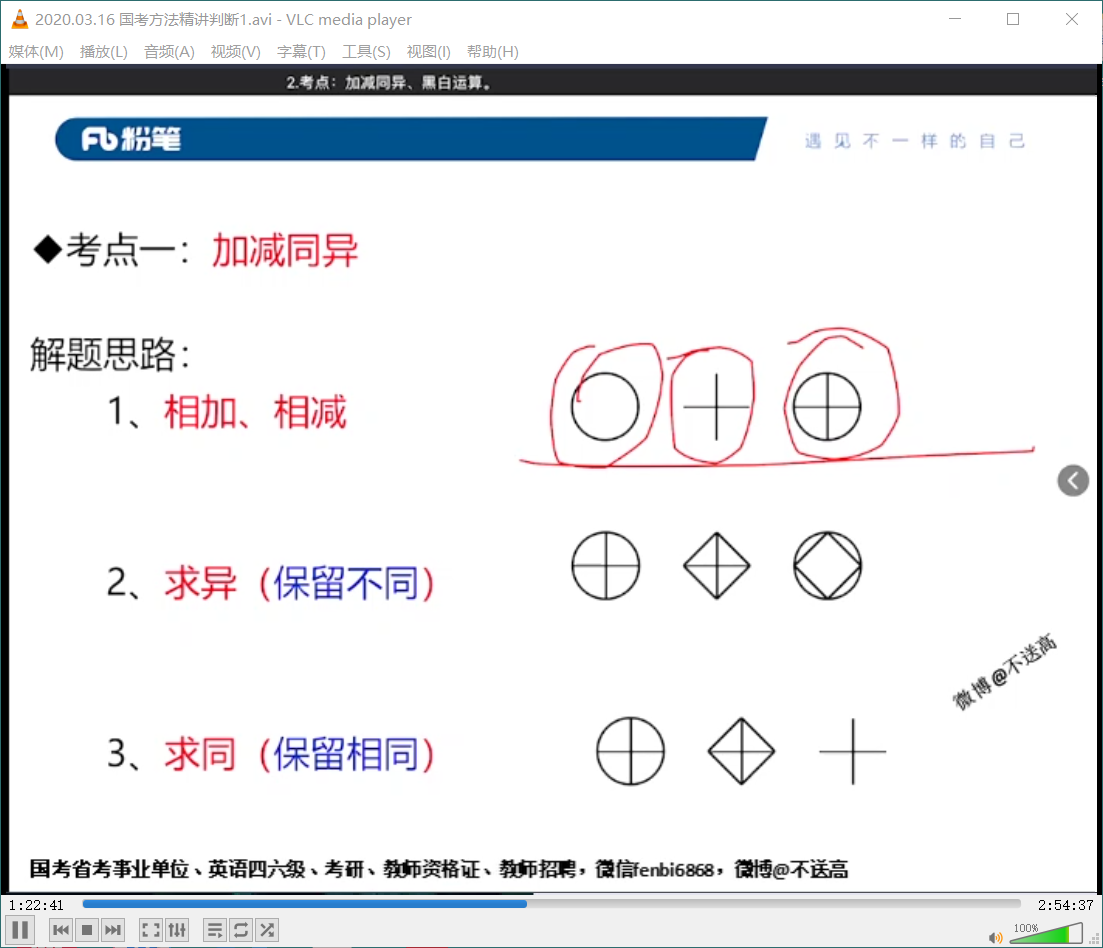 2020.03.16 国考方法精讲判断1.avi - VLC media player
媒体(M) 播放(L) 音频(A) 视频(V) 字幕(T) 工具(S) 视图(I) 帮助(H)
2.考点：加减同异、黑白运算。
Fb粉笔
遇见不一样的自己
◆考点一：加减同异
解题思路：
1、相加、相减
2、求异（保留不同）
微博@不送高
3、求同（保留相同）
国考省考事业单位、英语四六级、考研、教师资格证、教师招聘，微信fenbi6868，微博@不送高
1:22:41
2:54:37
100%